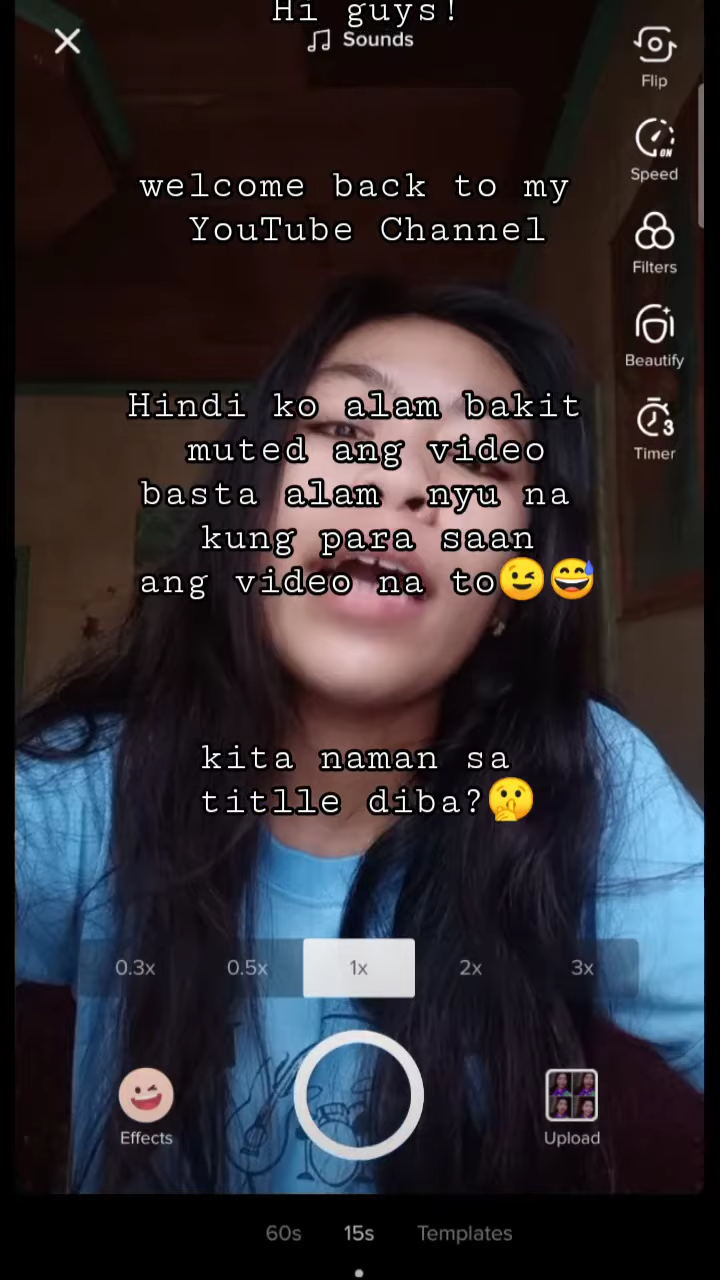 Hi guys!
Sounds
Flip
Speed
ON
welcome back to my
YouTube Channel
Filters
Beautify
Hindi ko alam bakit
muted ang video
basta alam nyu na
kung para saan
ang video na to😉😅
3
Timer
kita naman sa
titlle diba?🤫
0.3x 0.5x 1x 2x 3x
Effects
Upload
60s 15s Templates